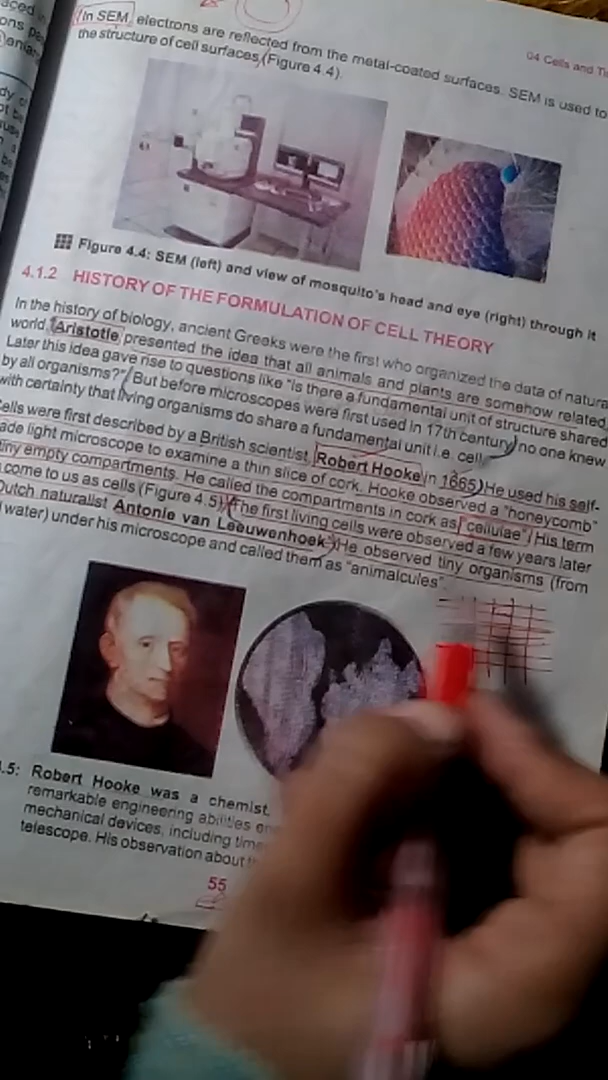 In SEM, electrons are reflected from the metal-coated surfaces. SEM is used to
the structure of cell surfaces (Figure 4.4).
04 Cells and
Figure 4.4: SEM (left) and view of mosquito's head and eye (right) through it
4.1.2 HISTORY OF THE FORMULATION OF CELL THEORY
In the history of biology, ancient Greeks were the first who organized the data of
world. Aristotle presented the idea that all animals and plants are somehow related.
Later this idea gave rise to questions like "Is there a fundamental unit of structure shared
by all organisms?" But before microscopes were first used in 17th century, no one knew
with certainty that living organisms do share a fundamental unit i.e. cell.
Cells were first described by a British scientist, Robert Hooke in 1665. He used his self-
light microscope to examine a thin slice of cork. Hooke observed a "honeycomb"
tiny empty compartments. He called the compartments in cork as "cellulae". His term
come to us as cells (Figure 4.5). The first living cells were observed a few years later
Dutch naturalist Antonie van Leeuwenhoek. He observed tiny organisms (from
water) under his microscope and called them as "animalcules".
.5: Robert Hooke was a chemist,
remarkable engineering abilities
mechanical devices, including
telescope. His observation about
55